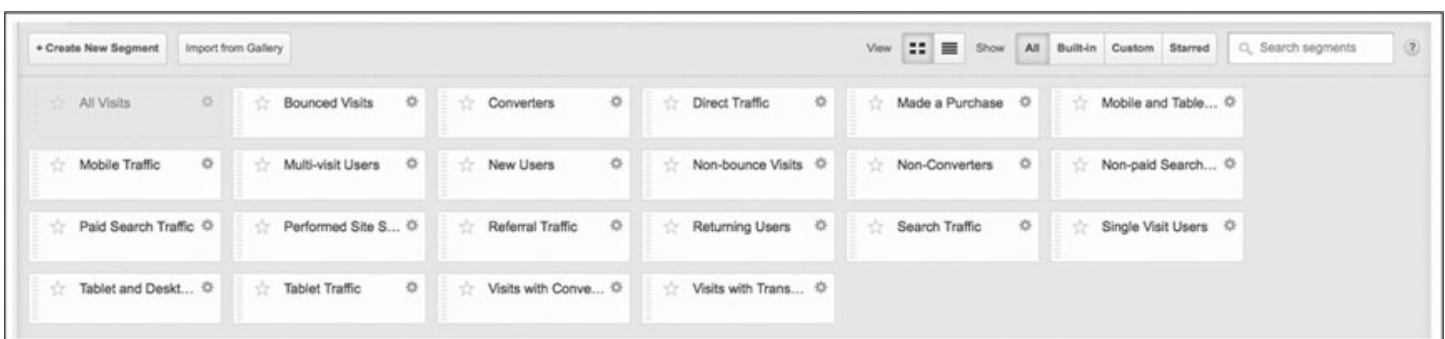 + Create New Segment Import from Gallery View Show All Built-in Custom Starred Search segments ?
All Visits Bounced Visits Converters Direct Traffic Made a Purchase Mobile and Table...
Mobile Traffic Multi-visit Users New Users Non-bounce Visits Non-Converters Non-paid Search...
Paid Search Traffic Performed Site S... Referral Traffic Returning Users Search Traffic Single Visit Users
Tablet and Deskt... Tablet Traffic Visits with Conve... Visits with Trans...